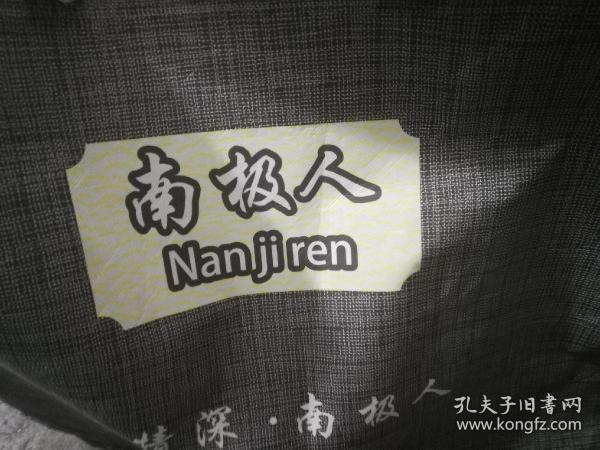 南极人
Nan ji ren
情深·南极人
孔夫子旧書网
www.kongfz.com